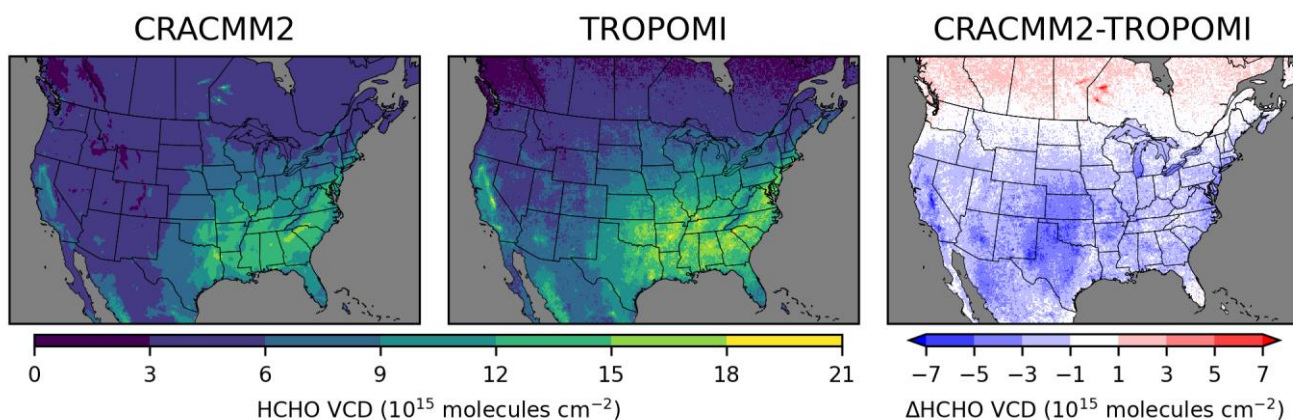 CRACMM2 TROPOMI CRACMM2-TROPOMI
0 3 6 9 12 15 18 21 −7 −5 −3 −1 1 3 5 7
HCHO VCD (10¹⁵ molecules cm⁻²) ΔHCHO VCD (10¹⁵ molecules cm⁻²)